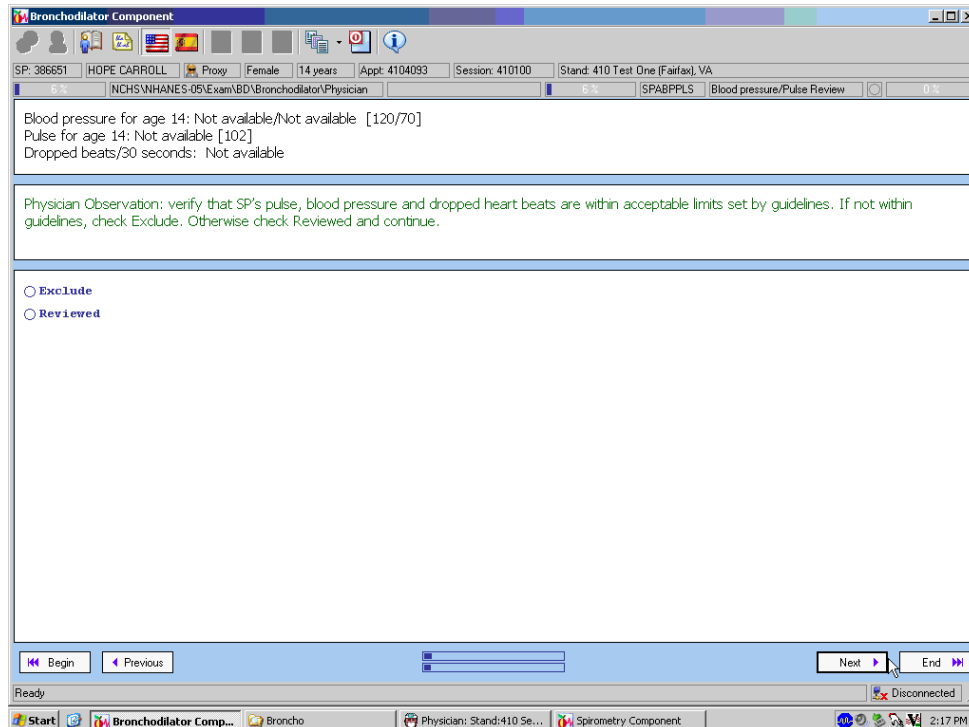 Bronchodilator Component
SP: 386651 HOPE CARROLL Proxy Female 14 years Appt: 4104093 Session: 410100 Stand: 410 Test One (Fairfax), VA
6 % NCHS\NHANES-05\Exam\BD\Bronchodilator\Physician 6 % SPABPPLS Blood pressure/Pulse Review 0 %
Blood pressure for age 14: Not available/Not available [120/70]
Pulse for age 14: Not available [102]
Dropped beats/30 seconds: Not available
Physician Observation: verify that SP's pulse, blood pressure and dropped heart beats are within acceptable limits set by guidelines. If not within
guidelines, check Exclude. Otherwise check Reviewed and continue.
Exclude
Reviewed
Begin Previous Next End
Ready Disconnected
Start Bronchodilator Comp... Broncho Physician: Stand:410 Se... Spirometry Component 2:17 PM